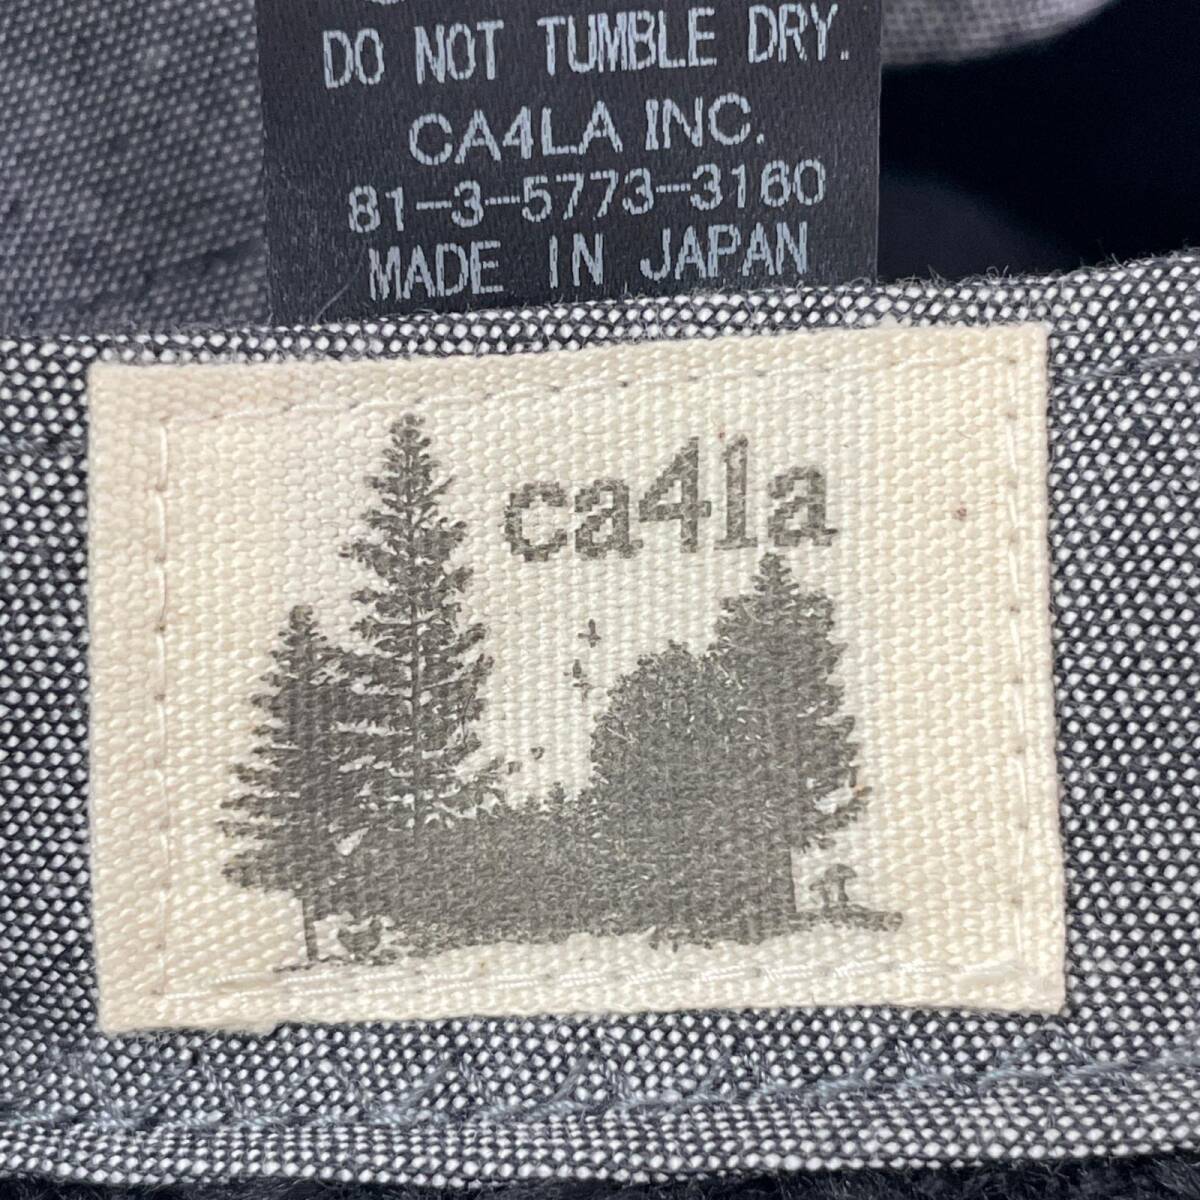 DO NOT TUMBLE DRY.
CA4LA INC.
81-3-5773-3160
MADE IN JAPAN
ca4la